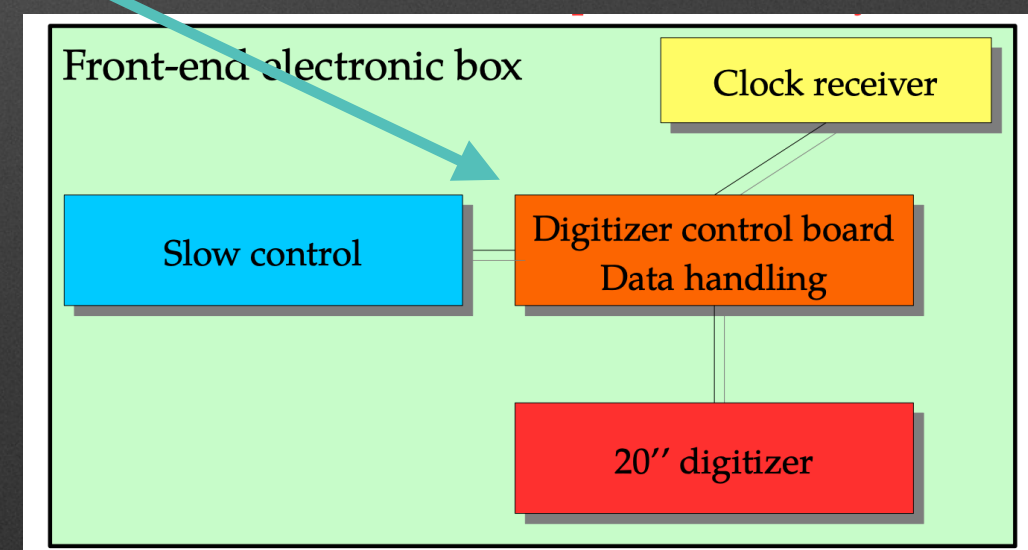 Front-end electronic box
Clock receiver
Slow control
Digitizer control board
Data handling
20’’ digitizer